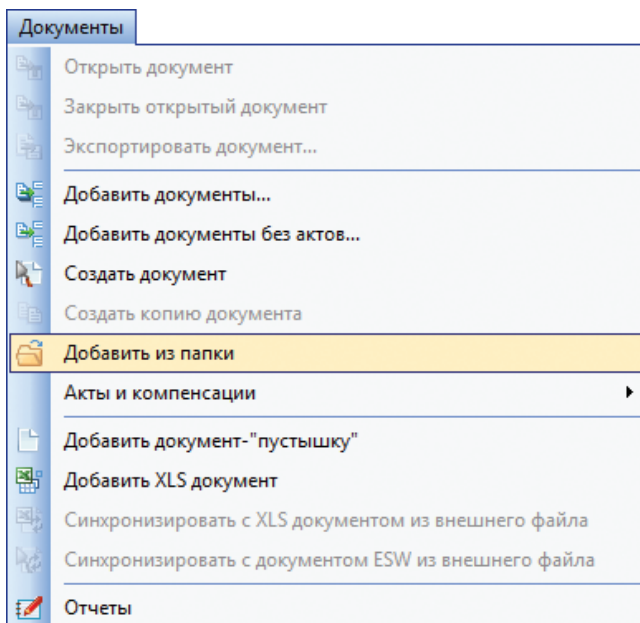 Документы
Открыть документ
Закрыть открытый документ
Экспортировать документ...
Добавить документы...
Добавить документы без актов...
Создать документ
Создать копию документа
Добавить из папки
Акты и компенсации
Добавить документ-"пустышку"
Добавить XLS документ
Синхронизировать с XLS документом из внешнего файла
Синхронизировать с документом ESW из внешнего файла
Отчеты